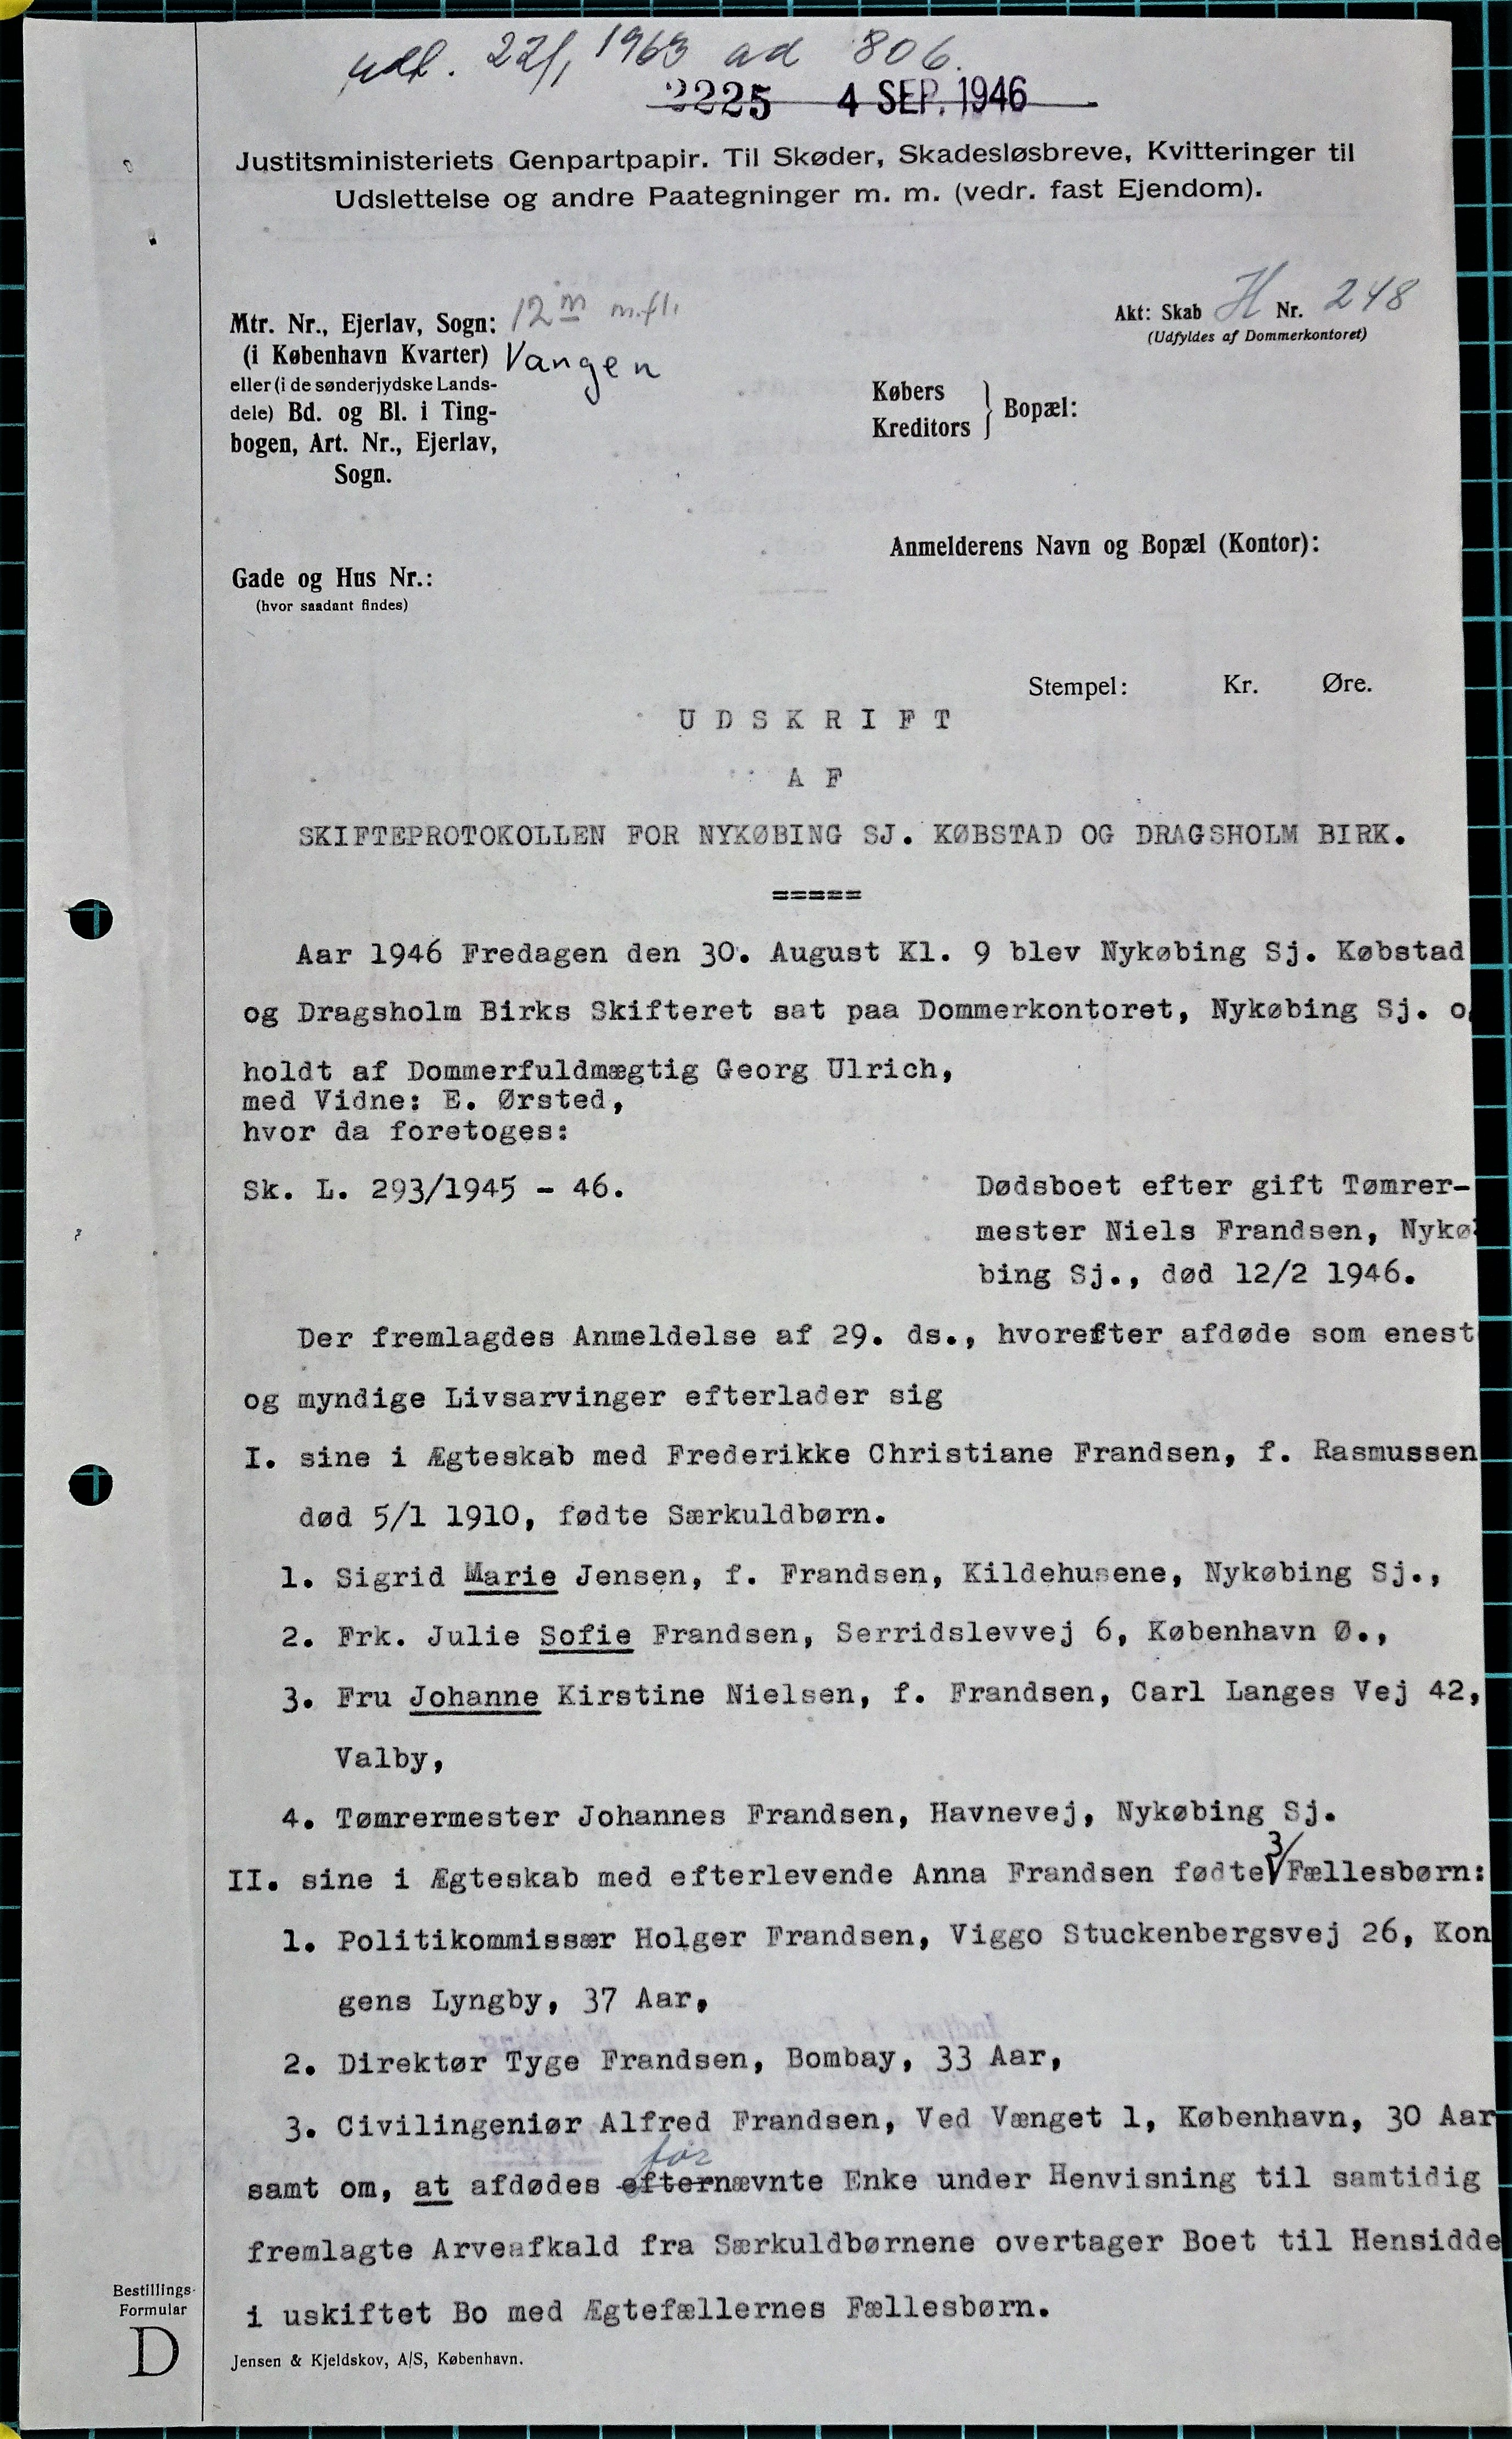 udl. 22/1 1963 ad 806.
2225 4 SEP. 1946
Justitsministeriets Genpartpapir. Til Skøder, Skadesløsbreve, Kvitteringer til
Udslettelse og andre Paategninger m. m. (vedr. fast Ejendom).
Akt: Skab H Nr. 248
(Udfyldes af Dommerkontoret)
Mtr. Nr., Ejerlav, Sogn: 12m m.fl.
(i København Kvarter) Vangen
eller (i de sønderjydske Lands-
dele) Bd. og Bl. i Ting-
bogen, Art. Nr., Ejerlav,
Sogn.
Købers
Kreditors
Bopæl:
Anmelderens Navn og Bopæl (Kontor):
Gade og Hus Nr.:
(hvor saadant findes)
Stempel: Kr. Øre.
UDSKRIFT
AF
SKIFTEPROTOKOLLEN FOR NYKØBING SJ. KØBSTAD OG DRAGSHOLM BIRK.
=====
Aar 1946 Fredagen den 30. August Kl. 9 blev Nykøbing Sj. Købstad
og Dragsholm Birks Skifteret sat paa Dommerkontoret, Nykøbing Sj. o
holdt af Dommerfuldmægtig Georg Ulrich,
med Vidne: E. Ørsted,
hvor da foretoges:
Sk. L. 293/1945 - 46.
Dødsboet efter gift Tømrer-
mester Niels Frandsen, Nykø
bing Sj., død 12/2 1946.
Der fremlagdes Anmeldelse af 29. ds., hvorefter afdøde som enest
og myndige Livsarvinger efterlader sig
I. sine i Ægteskab med Frederikke Christiane Frandsen, f. Rasmussen
død 5/1 1910, fødte Særkuldbørn.
1. Sigrid Marie Jensen, f. Frandsen, Kildehusene, Nykøbing Sj.,
2. Frk. Julie Sofie Frandsen, Serridslevvej 6, København Ø.,
3. Fru Johanne Kirstine Nielsen, f. Frandsen, Carl Langes Vej 42,
Valby,
4. Tømrermester Johannes Frandsen, Havnevej, Nykøbing Sj.
II. sine i Ægteskab med efterlevende Anna Frandsen fødte 3 Fællesbørn:
1. Politikommissær Holger Frandsen, Viggo Stuckenbergsvej 26, Kon
gens Lyngby, 37 Aar,
2. Direktør Tyge Frandsen, Bombay, 33 Aar,
3. Civilingeniør Alfred Frandsen, Ved Vænget 1, København, 30 Aar
for
samt om, at afdødes efternævnte Enke under Henvisning til samtidig
fremlagte Arveafkald fra Særkuldbørnene overtager Boet til Hensidde
i uskiftet Bo med Ægtefællernes Fællesbørn.
Bestillings-
Formular
D
Jensen & Kjeldskov, A/S, København.